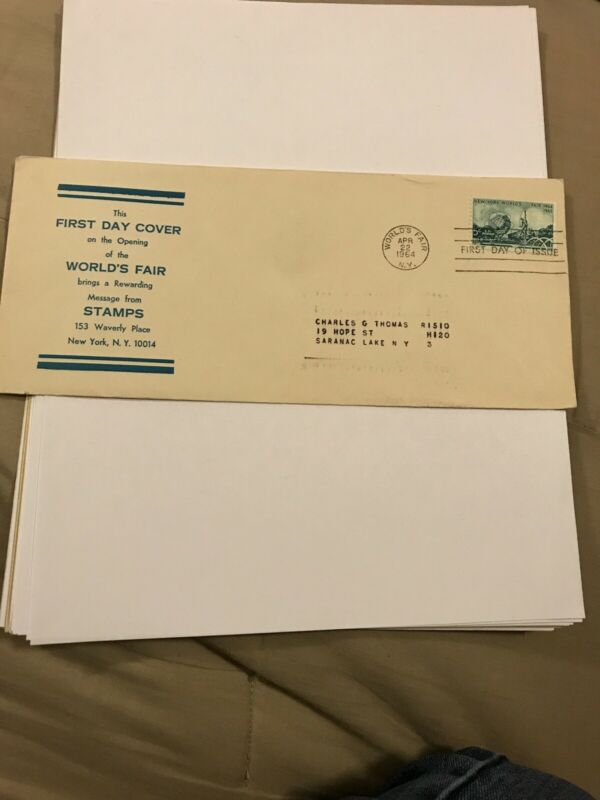 This
FIRST DAY COVER
on the Opening
of the
WORLD'S FAIR
brings a Rewarding
Message from
STAMPS
153 Waverly Place
New York, N. Y. 10014
NEW YORK WORLD'S FAIR 1964 1965
5¢
WORLD'S FAIR
APR
22
1964
N.Y.
FIRST DAY OF ISSUE
CHARLES G THOMAS R1510
19 HOPE ST M120
SARANAC LAKE N Y 3